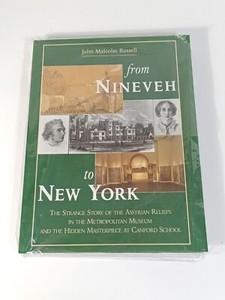 John Malcolm Russell
from
NINEVEH
to
NEW YORK
THE STRANGE STORY OF THE ASSYRIAN RELIEFS
IN THE METROPOLITAN MUSEUM
AND THE HIDDEN MASTERPIECE AT CANFORD SCHOOL